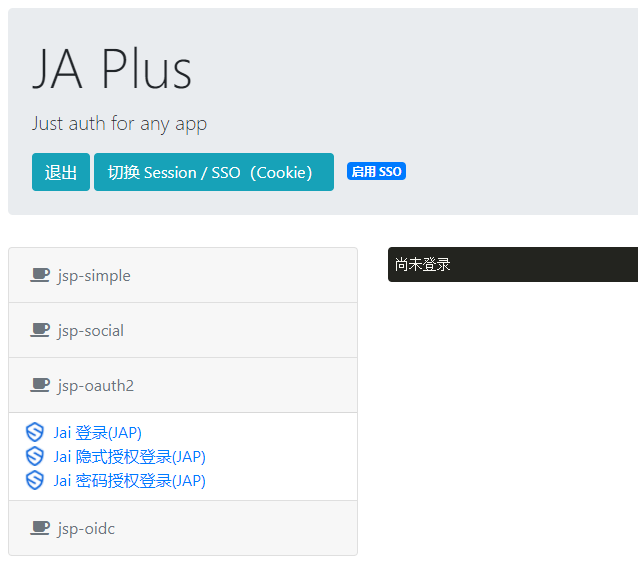 JA Plus
Just auth for any app
退出 切换 Session / SSO（Cookie） 启用 SSO
jsp-simple
尚未登录
jsp-social
jsp-oauth2
Jai 登录(JAP)
Jai 隐式授权登录(JAP)
Jai 密码授权登录(JAP)
jsp-oidc